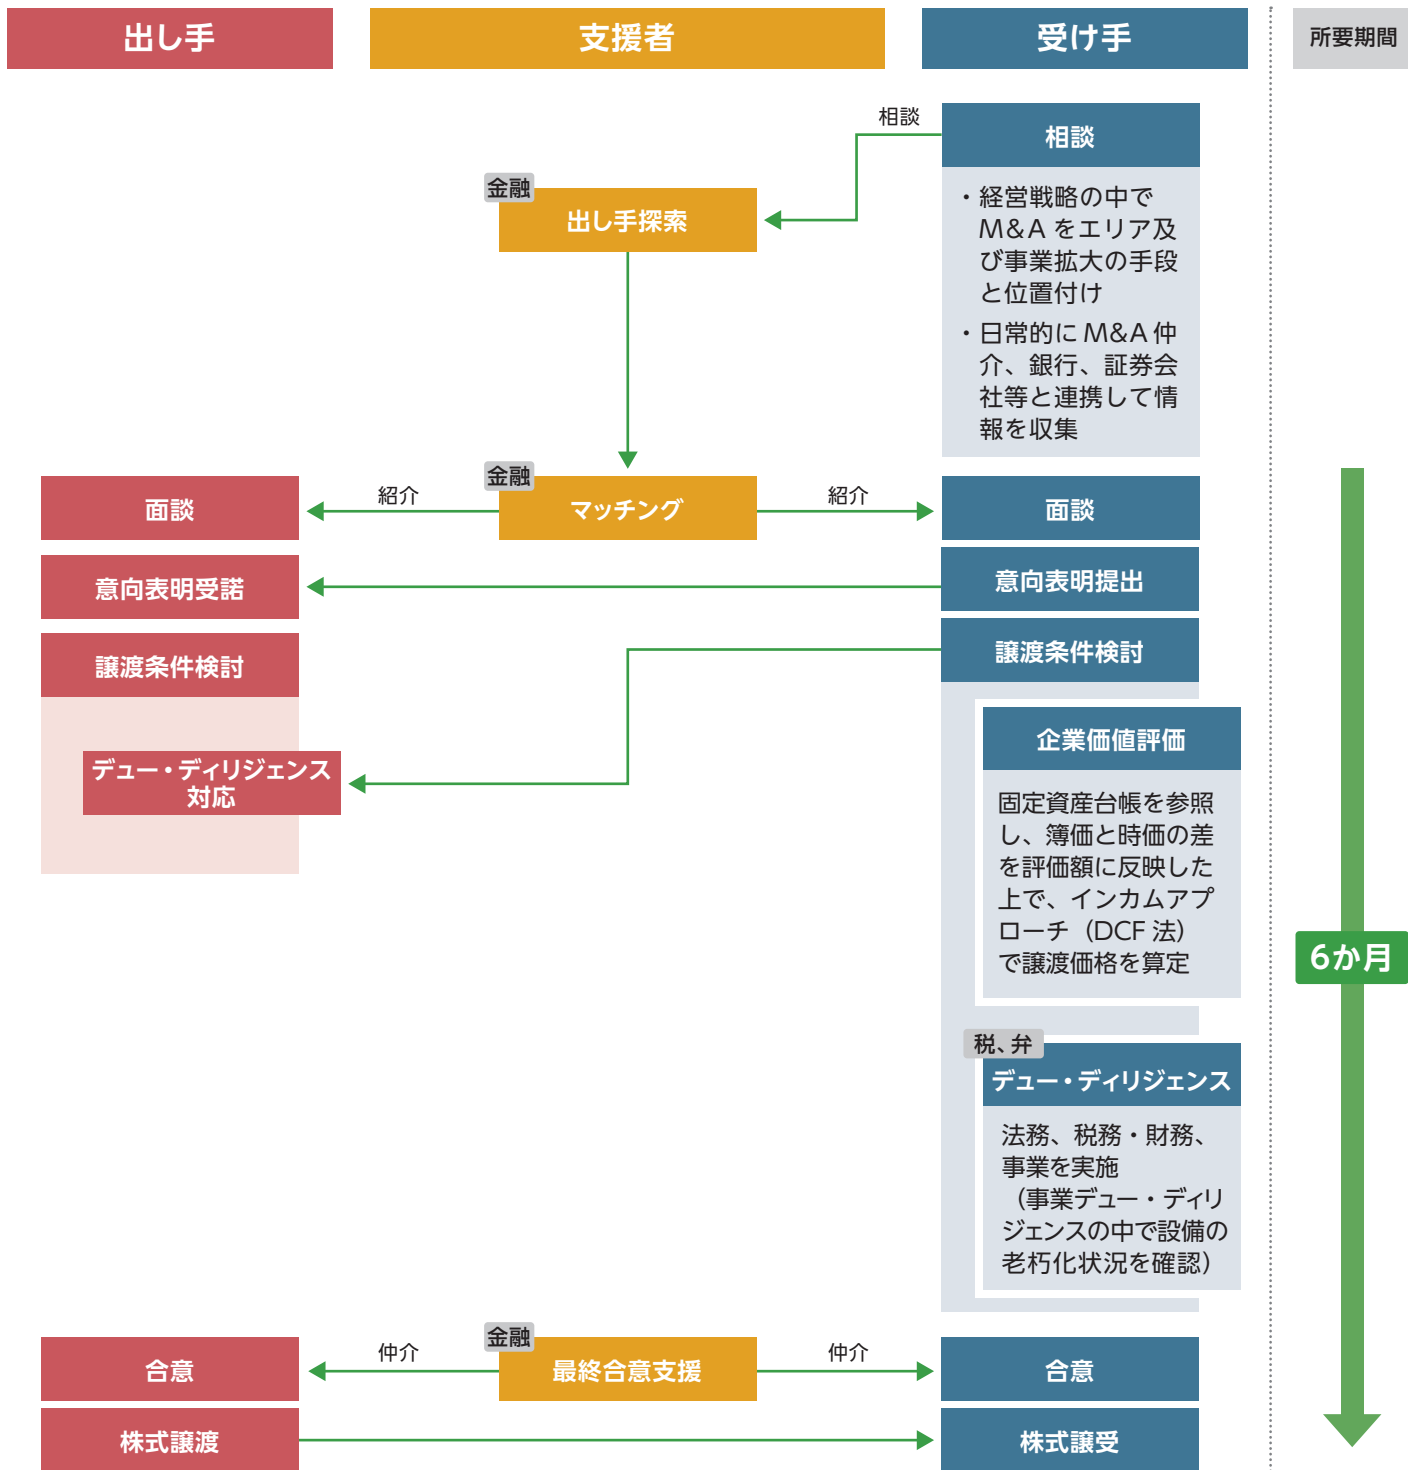 出し手
支援者
受け手
所要期間
相談
相談
・経営戦略の中で
M&Aをエリア及
び事業拡大の手段
と位置付け
・日常的にM&A仲
介、銀行、証券会
社等と連携して情
報を収集
金融
出し手探索
面談
紹介
金融
マッチング
紹介
面談
意向表明受諾
意向表明提出
譲渡条件検討
譲渡条件検討
デュー・ディリジェンス
対応
企業価値評価
固定資産台帳を参照
し、簿価と時価の差
を評価額に反映した
上で、インカムアプ
ローチ（DCF法）
で譲渡価格を算定
6か月
税、弁
デュー・ディリジェンス
法務、税務・財務、
事業を実施
（事業デュー・ディリ
ジェンスの中で設備の
老朽化状況を確認）
合意
仲介
金融
最終合意支援
仲介
合意
株式譲渡
株式譲受